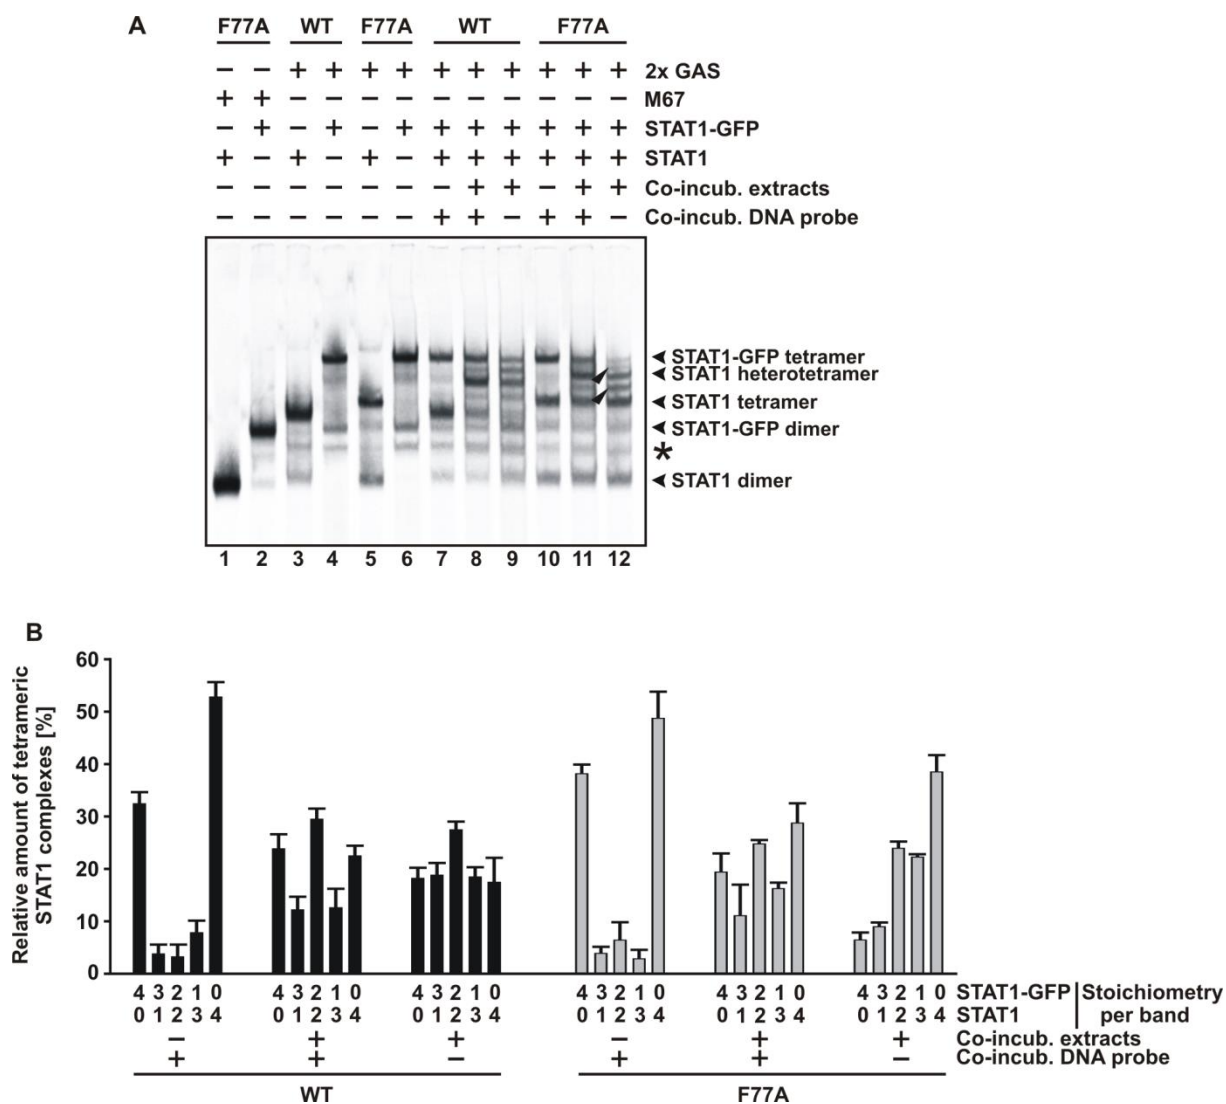 A
F77A WT F77A WT F77A
– – + + + + + + + + + + 2x GAS
+ + – – – – – – – – – – M67
– + – + – + + + + + + + STAT1-GFP
+ – + – + – + + + + + + STAT1
– – – – – – – + + – + + Co-incub. extracts
– – – – – – + + – + + – Co-incub. DNA probe
STAT1-GFP tetramer
STAT1 heterotetramer
STAT1 tetramer
STAT1-GFP dimer
*
STAT1 dimer
1 2 3 4 5 6 7 8 9 10 11 12
B
Relative amount of tetrameric
STAT1 complexes [%]
60
50
40
30
20
10
0
4 3 2 1 0 4 3 2 1 0 4 3 2 1 0 4 3 2 1 0 4 3 2 1 0 4 3 2 1 0 STAT1-GFP Stoichiometry
0 1 2 3 4 0 1 2 3 4 0 1 2 3 4 0 1 2 3 4 0 1 2 3 4 0 1 2 3 4 STAT1 per band
– + + – + + Co-incub. extracts
+ + – + + – Co-incub. DNA probe
WT F77A